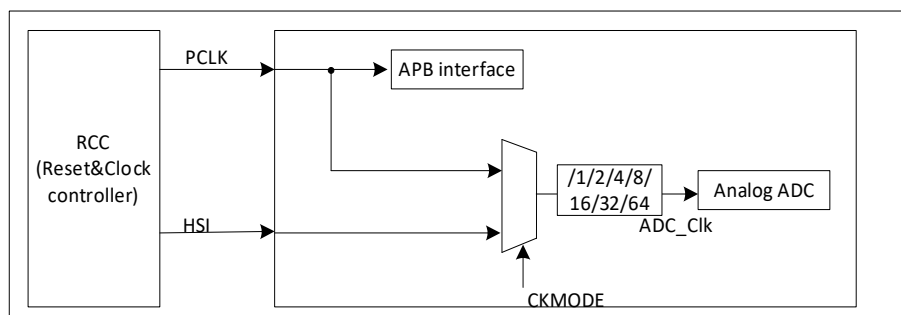 PCLK
APB interface
RCC
(Reset&Clock
controller)
/1/2/4/8/
16/32/64
Analog ADC
HSI
ADC_Clk
CKMODE